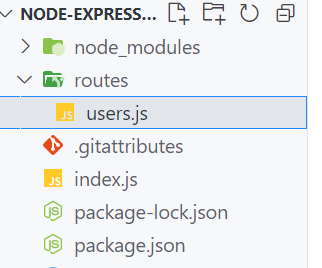 NODE-EXPRESS...
node_modules
routes
JS users.js
.gitattributes
JS index.js
package-lock.json
package.json